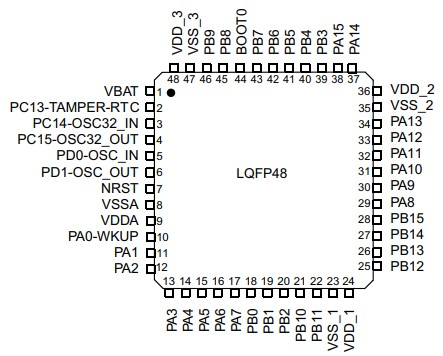 VDD_3
VSS_3
PB9
PB8
BOOT0
PB7
PB6
PB5
PB4
PB3
PA15
PA14
48 47 46 45 44 43 42 41 40 39 38 37
VBAT 1
PC13-TAMPER-RTC 2
PC14-OSC32_IN 3
PC15-OSC32_OUT 4
PD0-OSC_IN 5
PD1-OSC_OUT 6
NRST 7
VSSA 8
VDDA 9
PA0-WKUP 10
PA1 11
PA2 12
LQFP48
36 VDD_2
35 VSS_2
34 PA13
33 PA12
32 PA11
31 PA10
30 PA9
29 PA8
28 PB15
27 PB14
26 PB13
25 PB12
13 14 15 16 17 18 19 20 21 22 23 24
PA3
PA4
PA5
PA6
PA7
PB0
PB1
PB2
PB10
PB11
VSS_1
VDD_1